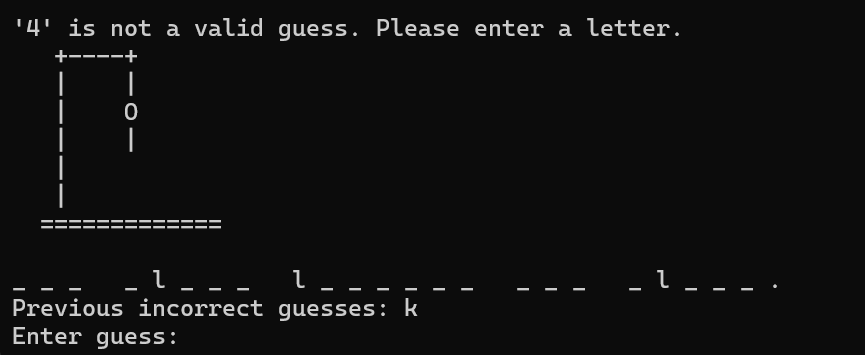 '4' is not a valid guess. Please enter a letter.
   +----+
   |    |
   |    O
   |    |
   |
   |
  =============
_ _ _   _ l _ _ _   l _ _ _ _ _ _   _ _ _   _ l _ _ _ .
Previous incorrect guesses: k
Enter guess: